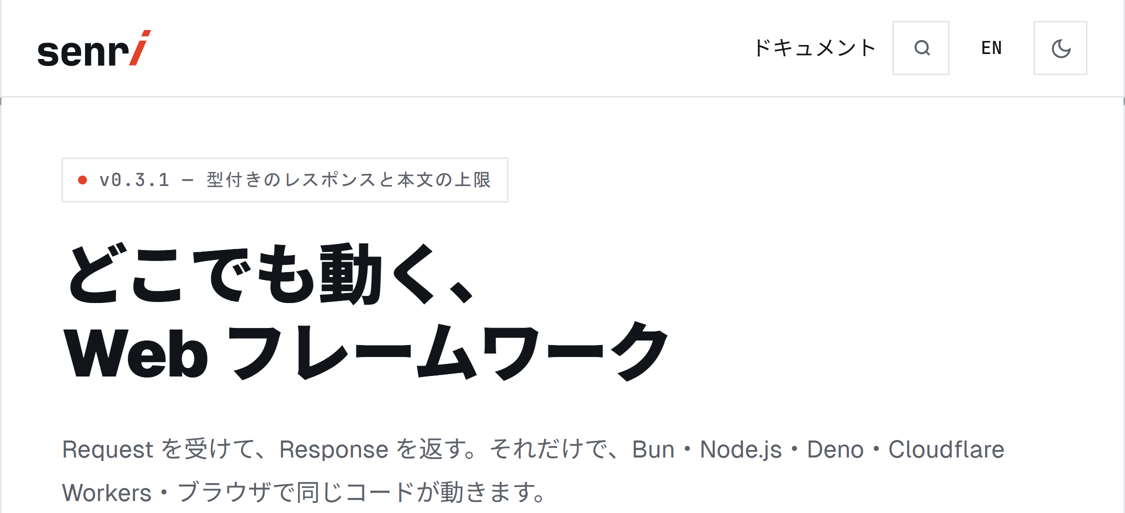 senri
ドキュメント
EN
v0.3.1 — 型付きのレスポンスと本文の上限
どこでも動く、
Web フレームワーク
Request を受けて、Response を返す。それだけで、Bun・Node.js・Deno・Cloudflare
Workers・ブラウザで同じコードが動きます。